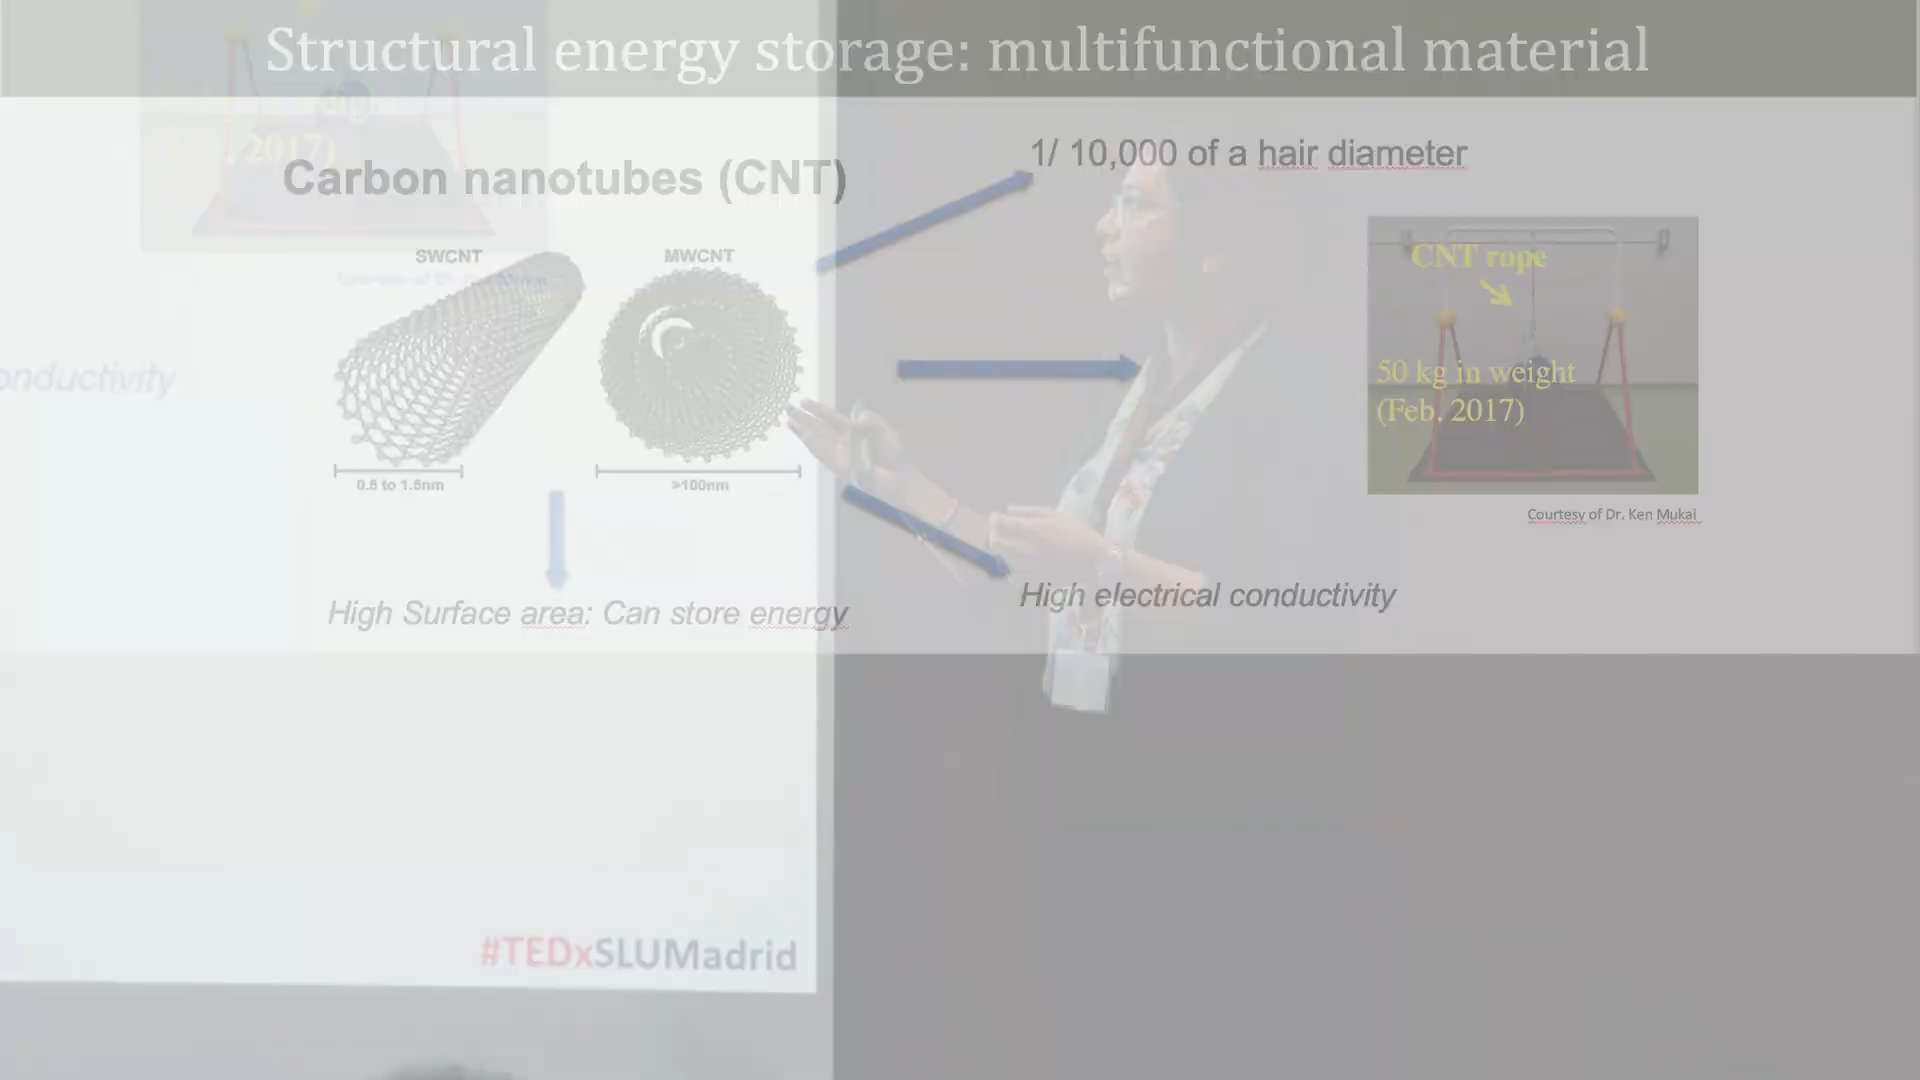 Structural energy storage: multifunctional material
Carbon nanotubes (CNT)
1/ 10,000 of a hair diameter
SWCNT
MWCNT
CNT rope
50 kg in weight
(Feb. 2017)
0.5 to 1.5nm
>100nm
Courtesy of Dr. Ken Mukai
High Surface area: Can store energy
High electrical conductivity
2017)
onductivity
#TEDxSLUMadrid